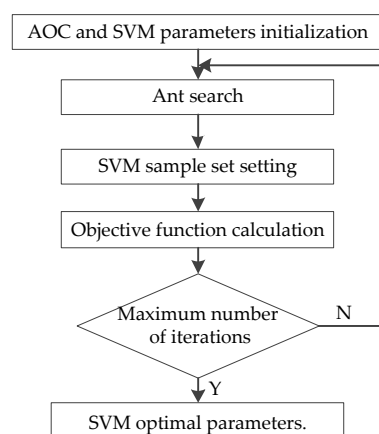 AOC and SVM parameters initialization
Ant search
SVM sample set setting
Objective function calculation
Maximum number
of iterations
N
Y
SVM optimal parameters.